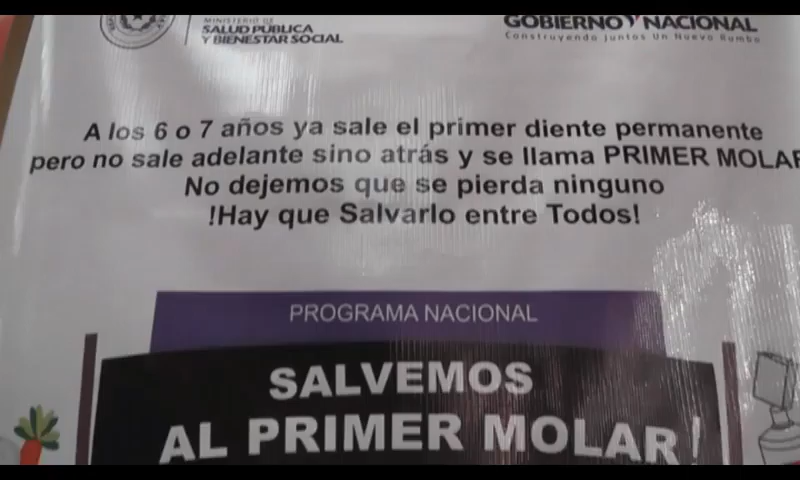 MINISTERIO DE
SALUD PUBLICA
Y BIENESTAR SOCIAL
GOBIERNO NACIONAL
Construyendo Juntos Un Nuevo Rumbo
A los 6 o 7 años ya sale el primer diente permanente
pero no sale adelante sino atrás y se llama PRIMER MOLAR
No dejemos que se pierda ninguno
!Hay que Salvarlo entre Todos!
PROGRAMA NACIONAL
SALVEMOS
AL PRIMER MOLAR!